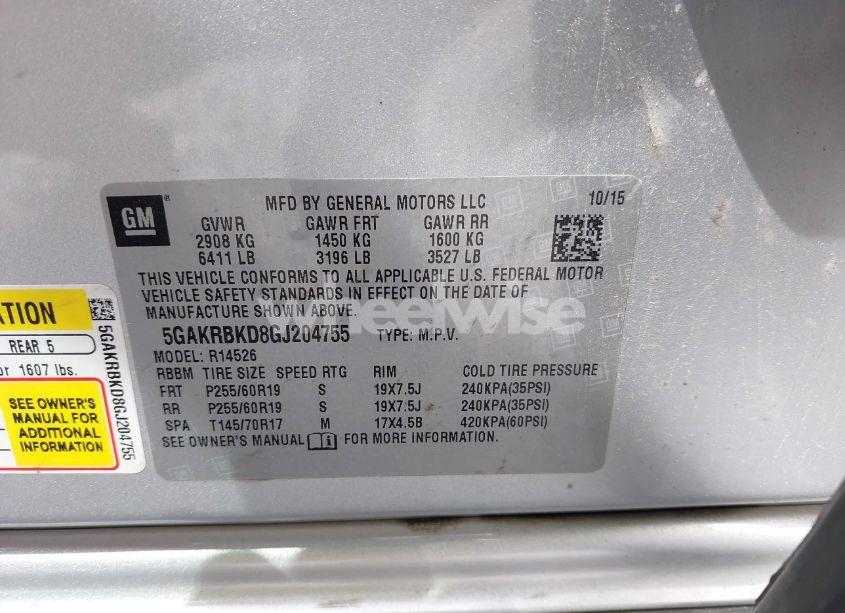 GM
MFD BY GENERAL MOTORS LLC 10/15
GVWR GAWR FRT GAWR RR
2908 KG 1450 KG 1600 KG
6411 LB 3196 LB 3527 LB
THIS VEHICLE CONFORMS TO ALL APPLICABLE U.S. FEDERAL MOTOR
VEHICLE SAFETY STANDARDS IN EFFECT ON THE DATE OF
MANUFACTURE SHOWN ABOVE.
5GAKRBKD8GJ204755 TYPE: M.P.V.
MODEL: R14526
RBBM TIRE SIZE SPEED RTG RIM COLD TIRE PRESSURE
FRT P255/60R19 S 19X7.5J 240KPA(35PSI)
RR P255/60R19 S 19X7.5J 240KPA(35PSI)
SPA T145/70R17 M 17X4.5B 420KPA(60PSI)
SEE OWNER'S MANUAL FOR MORE INFORMATION.
REAR 5
or 1607 lbs.
SEE OWNER'S
MANUAL FOR
ADDITIONAL
INFORMATION
5GAKRBKD8GJ204755
wheelwise